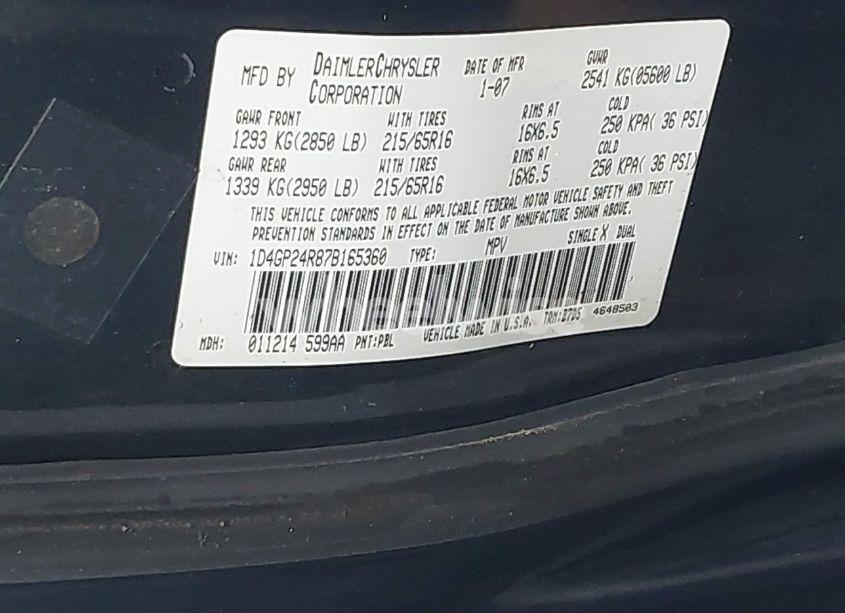 MFD BY DAIMLERCHRYSLER CORPORATION
DATE OF MFR 1-07
GVWR 2541 KG(05600 LB)
GAWR FRONT WITH TIRES RIMS AT COLD
1293 KG(2850 LB) 215/65R16 16X6.5 250 KPA( 36 PSI)
GAWR REAR WITH TIRES RIMS AT COLD
1339 KG(2950 LB) 215/65R16 16X6.5 250 KPA( 36 PSI)
THIS VEHICLE CONFORMS TO ALL APPLICABLE FEDERAL MOTOR VEHICLE SAFETY AND THEFT
PREVENTION STANDARDS IN EFFECT ON THE DATE OF MANUFACTURE SHOWN ABOVE.
VIN: 1D4GP24R87B165360 TYPE: MPV SINGLE X DUAL
MDH: 011214 599AA PNT:PBL VEHICLE MADE IN U.S.A. TRM:D7D5 4648503